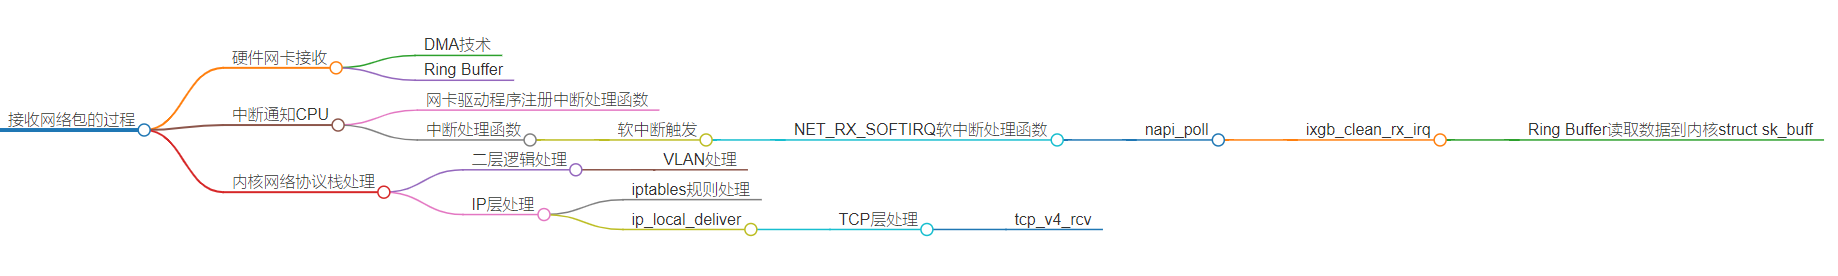 接收网络包的过程
硬件网卡接收
DMA技术
Ring Buffer
中断通知CPU
网卡驱动程序注册中断处理函数
中断处理函数
软中断触发
NET_RX_SOFTIRQ软中断处理函数
napi_poll
ixgb_clean_rx_irq
Ring Buffer读取数据到内核struct sk_buff
内核网络协议栈处理
二层逻辑处理
VLAN处理
IP层处理
iptables规则处理
ip_local_deliver
TCP层处理
tcp_v4_rcv